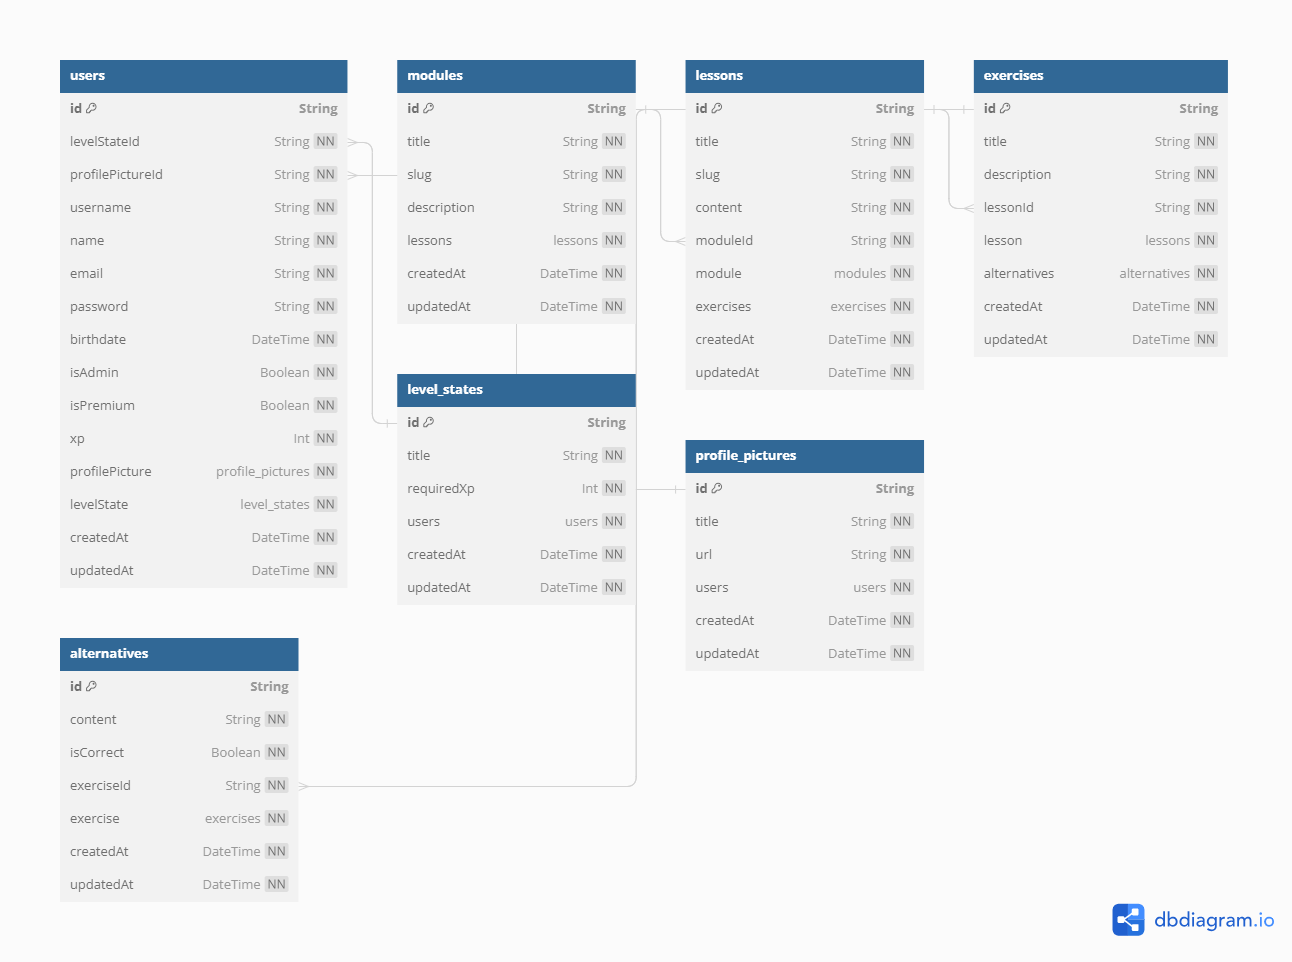 users
id String
levelStateId String NN
profilePictureId String NN
username String NN
name String NN
email String NN
password String NN
birthdate DateTime NN
isAdmin Boolean NN
isPremium Boolean NN
xp Int NN
profilePicture profile_pictures NN
levelState level_states NN
createdAt DateTime NN
updatedAt DateTime NN
modules
id String
title String NN
slug String NN
description String NN
lessons lessons NN
createdAt DateTime NN
updatedAt DateTime NN
lessons
id String
title String NN
slug String NN
content String NN
moduleId String NN
module modules NN
exercises exercises NN
createdAt DateTime NN
updatedAt DateTime NN
exercises
id String
title String NN
description String NN
lessonId String NN
lesson lessons NN
alternatives alternatives NN
createdAt DateTime NN
updatedAt DateTime NN
level_states
id String
title String NN
requiredXp Int NN
users users NN
createdAt DateTime NN
updatedAt DateTime NN
profile_pictures
id String
title String NN
url String NN
users users NN
createdAt DateTime NN
updatedAt DateTime NN
alternatives
id String
content String NN
isCorrect Boolean NN
exerciseId String NN
exercise exercises NN
createdAt DateTime NN
updatedAt DateTime NN
dbdiagram.io